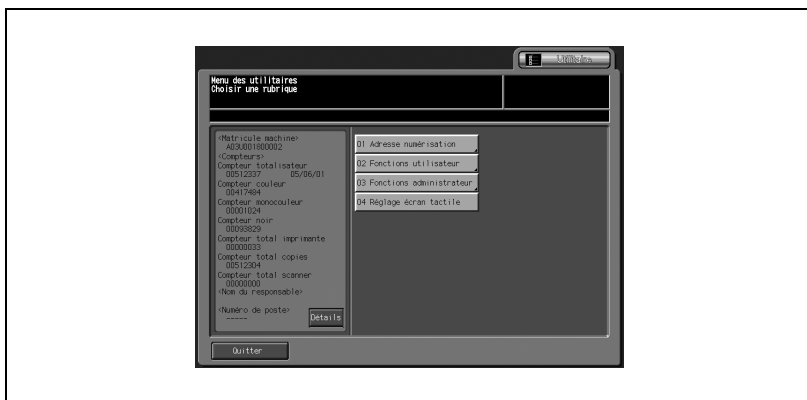 Utilitaire
Menu des utilitaires
Choisir une rubrique
<Matricule machine>
A03U001800002
<Compteurs>
Compteur totalisateur
00512337 05/06/01
Compteur couleur
00417484
Compteur monocouleur
00001024
Compteur noir
00093829
Compteur total imprimante
00000033
Compteur total copies
00512304
Compteur total scanner
00000000
<Nom du responsable>
<Numéro de poste>
-----
Détails
01 Adresse numérisation
02 Fonctions utilisateur
03 Fonctions administrateur
04 Réglage écran tactile
Quitter